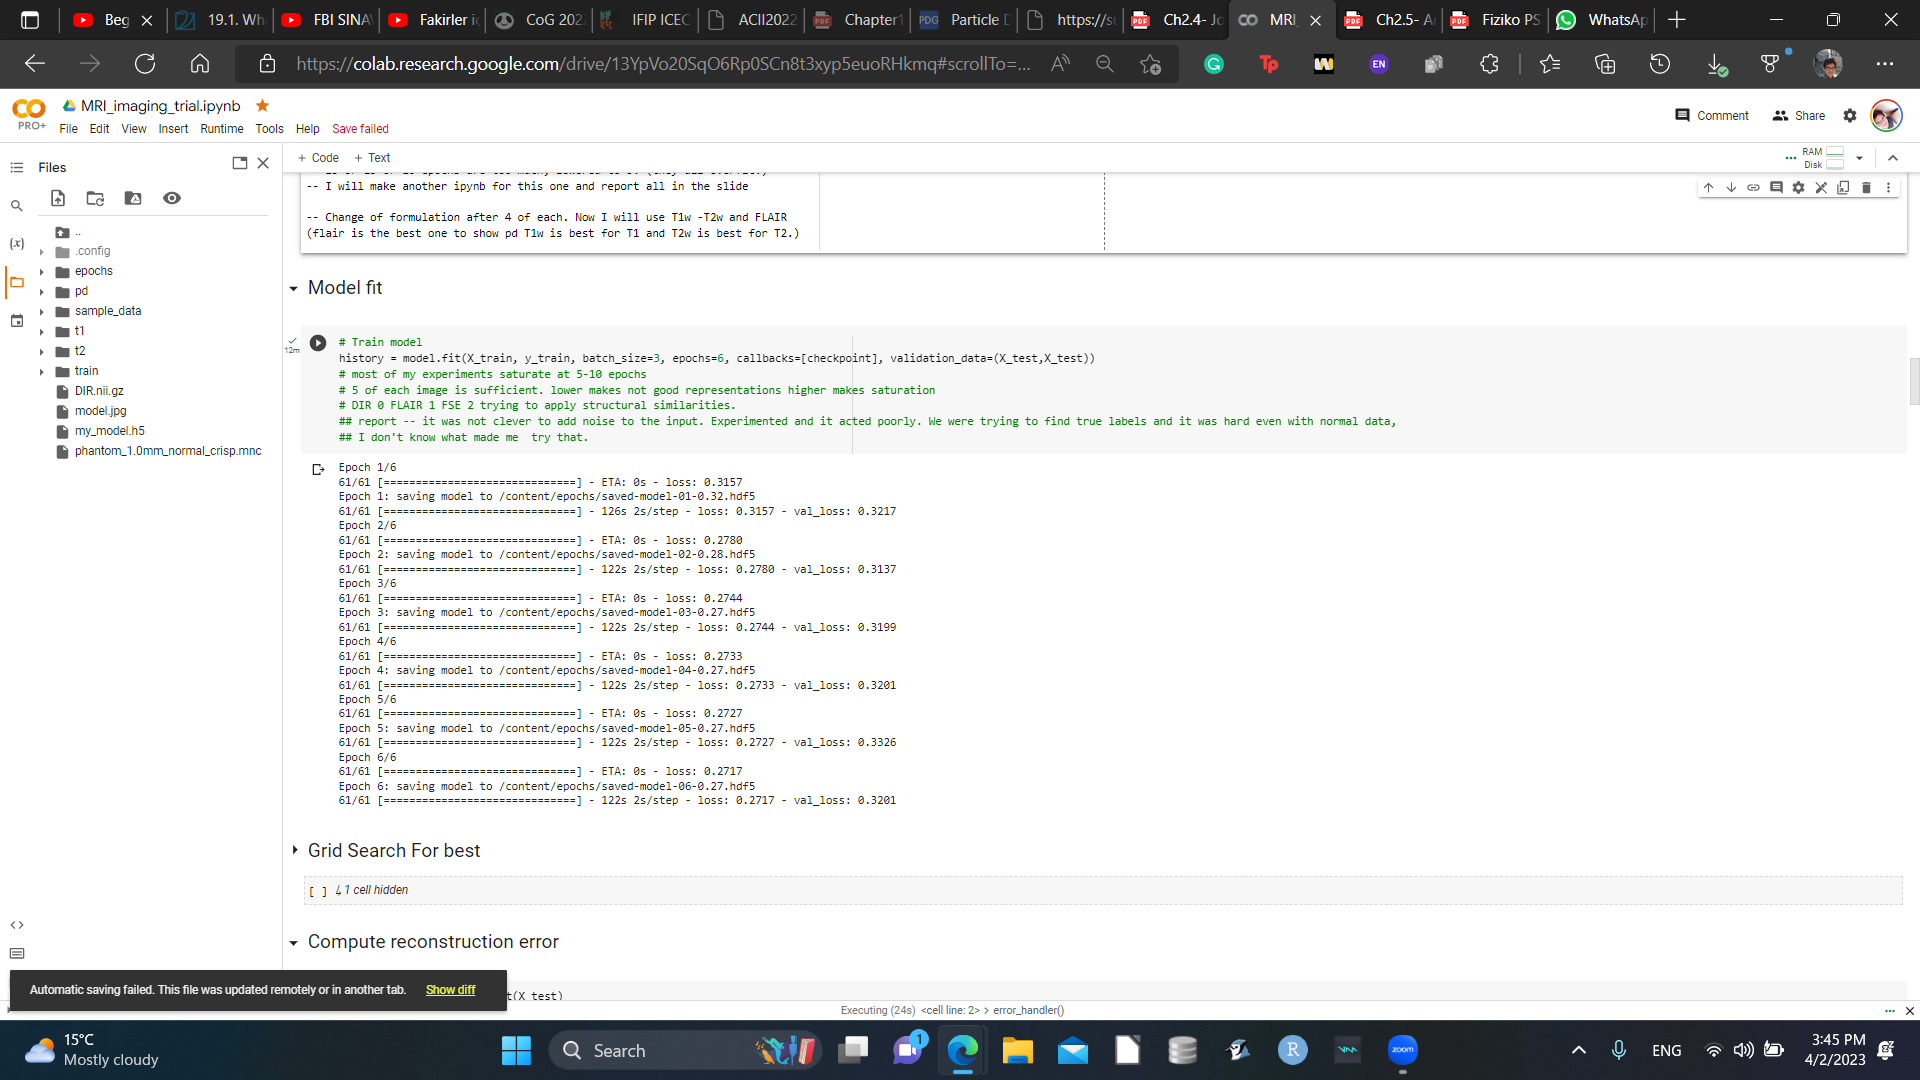 Beg
19.1. Wh
FBI SINA
Fakirler i
CoG 202
IFIP ICEC
ACII2022
Chapter1
Particle D
https://su
Ch2.4- Jo
MRI_
Ch2.5- Ac
Fiziko PS
WhatsAp
https://colab.research.google.com/drive/13YpVo20SqO6Rp0SCn8t3xyp5euoRHkmq#scrollTo=...
MRI_imaging_trial.ipynb
PRO+
File Edit View Insert Runtime Tools Help Save failed
Comment Share
Files
+ Code + Text
RAM
Disk
-- I will make another ipynb for this one and report all in the slide
-- Change of formulation after 4 of each. Now I will use T1w -T2w and FLAIR
(flair is the best one to show pd T1w is best for T1 and T2w is best for T2.)
..
.config
epochs
pd
sample_data
t1
t2
train
DIR.nii.gz
model.jpg
my_model.h5
phantom_1.0mm_normal_crisp.mnc
Model fit
12m
# Train model
history = model.fit(X_train, y_train, batch_size=3, epochs=6, callbacks=[checkpoint], validation_data=(X_test,X_test))
# most of my experiments saturate at 5-10 epochs
# 5 of each image is sufficient. lower makes not good representations higher makes saturation
# DIR 0 FLAIR 1 FSE 2 trying to apply structural similarities.
## report -- it was not clever to add noise to the input. Experimented and it acted poorly. We were trying to find true labels and it was hard even with normal data,
## I don't know what made me  try that.
Epoch 1/6
61/61 [==============================] - ETA: 0s - loss: 0.3157
Epoch 1: saving model to /content/epochs/saved-model-01-0.32.hdf5
61/61 [==============================] - 126s 2s/step - loss: 0.3157 - val_loss: 0.3217
Epoch 2/6
61/61 [==============================] - ETA: 0s - loss: 0.2780
Epoch 2: saving model to /content/epochs/saved-model-02-0.28.hdf5
61/61 [==============================] - 122s 2s/step - loss: 0.2780 - val_loss: 0.3137
Epoch 3/6
61/61 [==============================] - ETA: 0s - loss: 0.2744
Epoch 3: saving model to /content/epochs/saved-model-03-0.27.hdf5
61/61 [==============================] - 122s 2s/step - loss: 0.2744 - val_loss: 0.3199
Epoch 4/6
61/61 [==============================] - ETA: 0s - loss: 0.2733
Epoch 4: saving model to /content/epochs/saved-model-04-0.27.hdf5
61/61 [==============================] - 122s 2s/step - loss: 0.2733 - val_loss: 0.3201
Epoch 5/6
61/61 [==============================] - ETA: 0s - loss: 0.2727
Epoch 5: saving model to /content/epochs/saved-model-05-0.27.hdf5
61/61 [==============================] - 122s 2s/step - loss: 0.2727 - val_loss: 0.3326
Epoch 6/6
61/61 [==============================] - ETA: 0s - loss: 0.2717
Epoch 6: saving model to /content/epochs/saved-model-06-0.27.hdf5
61/61 [==============================] - 122s 2s/step - loss: 0.2717 - val_loss: 0.3201
Grid Search For best
[ ] ↳ 1 cell hidden
Compute reconstruction error
t(X_test)
Automatic saving failed. This file was updated remotely or in another tab. Show diff
Executing (24s) <cell line: 2> > error_handler()
15°C
Mostly cloudy
Search
1
R
zoom
ENG
3:45 PM
4/2/2023